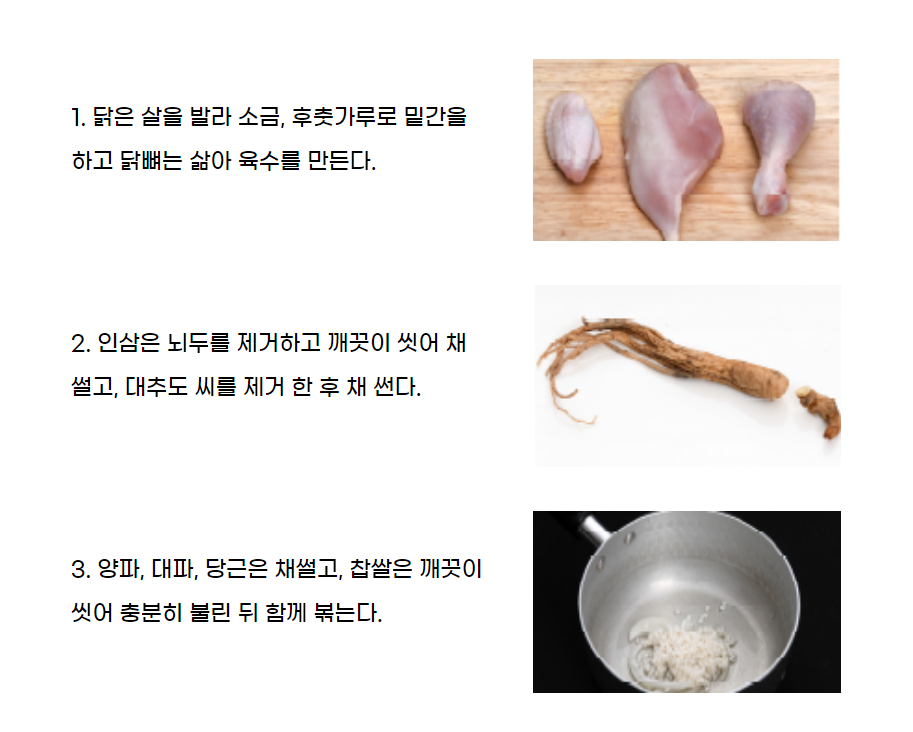 1. 닭은 살을 발라 소금, 후춧가루로 밑간을
하고 닭뼈는 삶아 육수를 만든다.
2. 인삼은 뇌두를 제거하고 깨끗이 씻어 채
썰고, 대추도 씨를 제거 한 후 채 썬다.
3. 양파, 대파, 당근은 채썰고, 찹쌀은 깨끗이
씻어 충분히 불린 뒤 함께 볶는다.